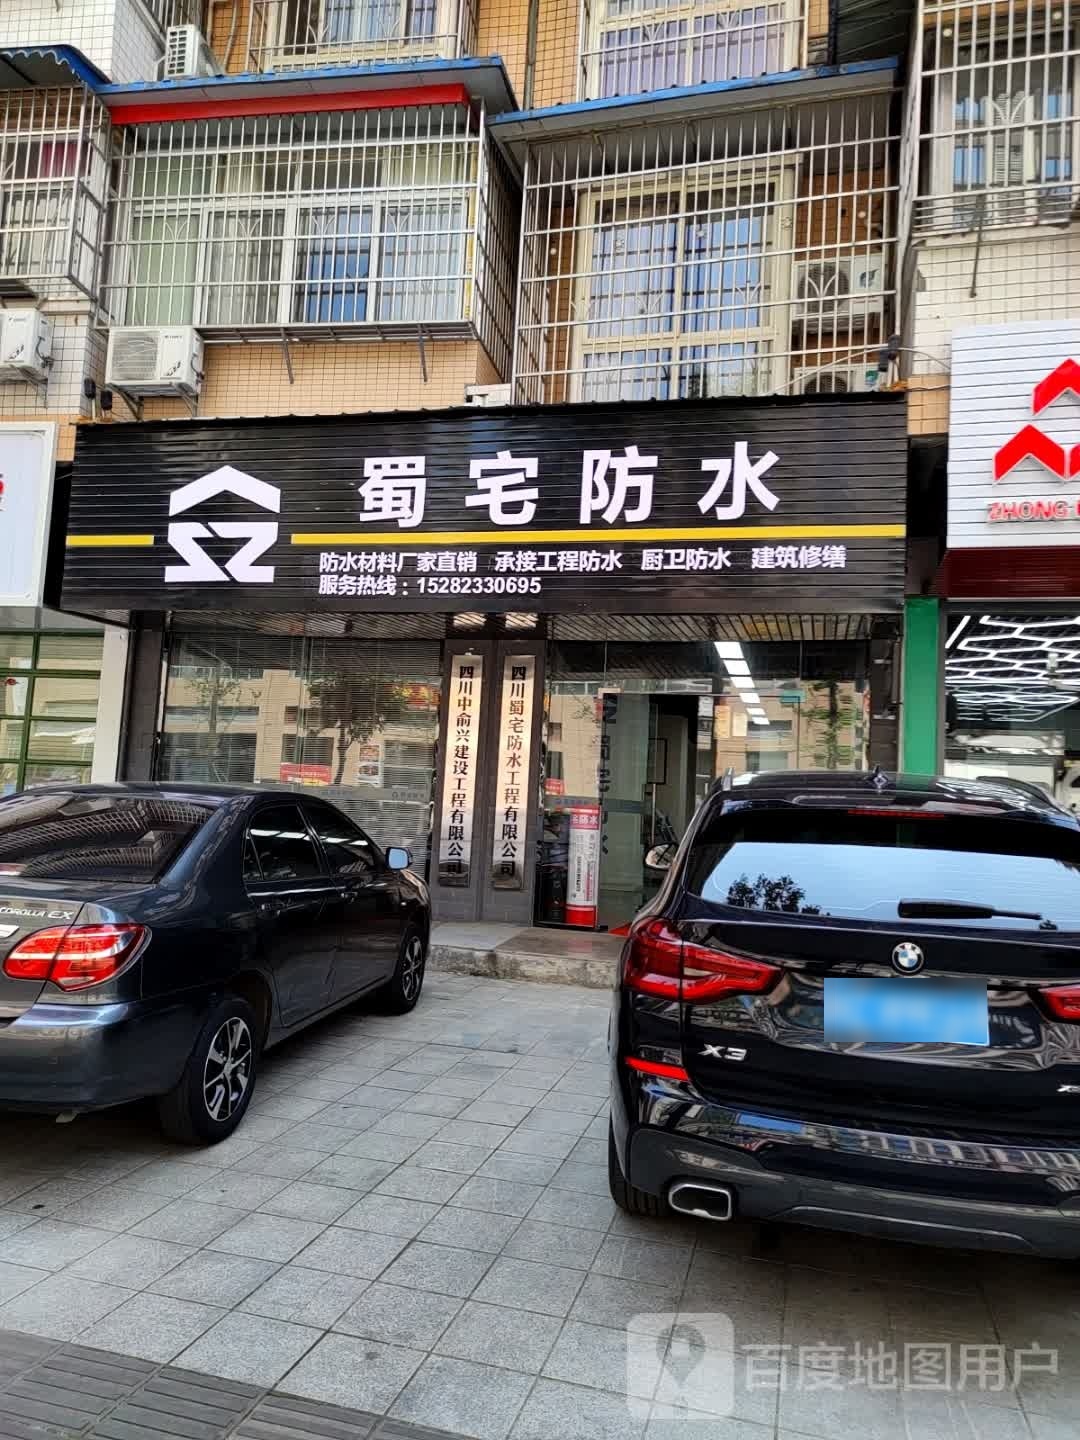 蜀宅防水
防水材料厂家直销 承接工程防水 厨卫防水 建筑修缮
服务热线：15282330695
ZHONG
四川中俞兴建设工程有限公司
四川蜀宅防水工程有限公司
COROLLA EX
X3
百度地图用户